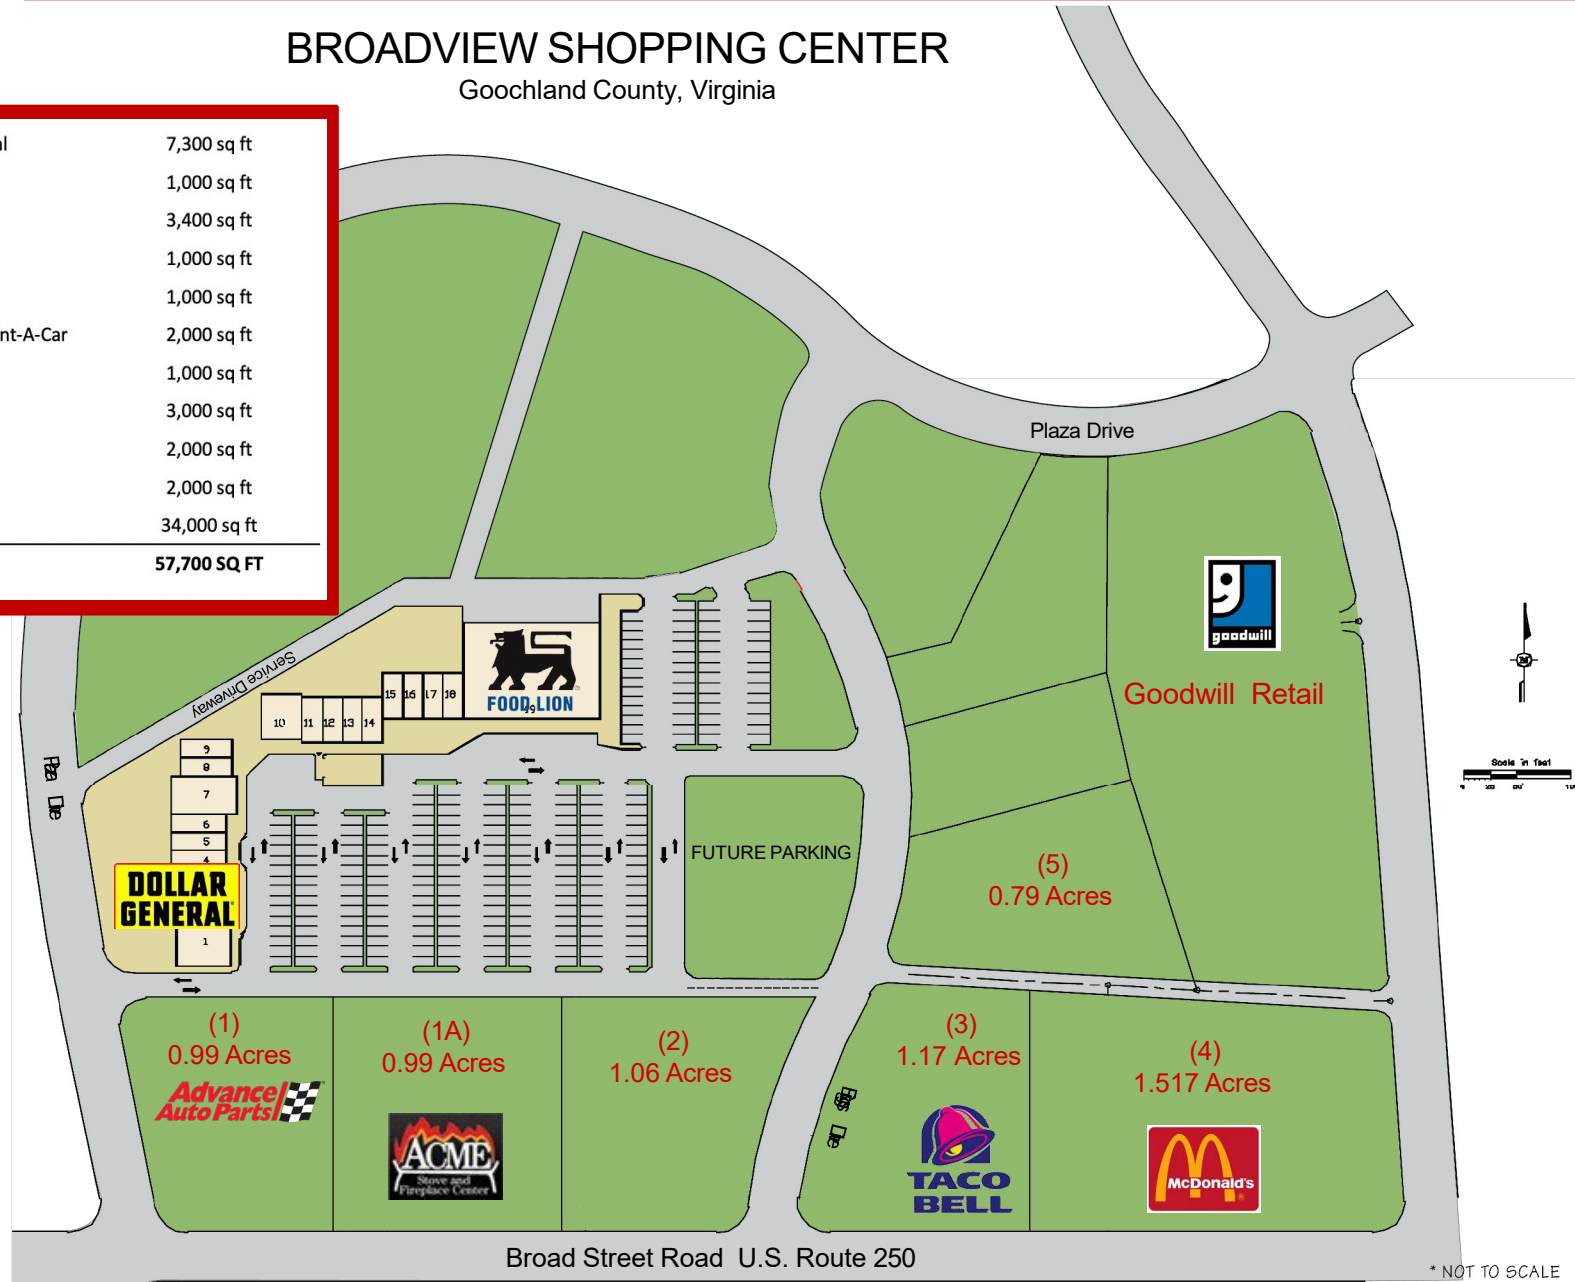 BROADVIEW SHOPPING CENTER
Goochland County, Virginia
al 7,300 sq ft
1,000 sq ft
3,400 sq ft
1,000 sq ft
1,000 sq ft
nt-A-Car 2,000 sq ft
1,000 sq ft
3,000 sq ft
2,000 sq ft
2,000 sq ft
34,000 sq ft
57,700 SQ FT
Plaza Drive
goodwill
Goodwill Retail
Service Driveway
FOOD LION
19
15 16 17 18
10 11 12 13 14
9
8
7
6
5
4
DOLLAR
GENERAL
1
N
Scale in feet
FUTURE PARKING
(5)
0.79 Acres
(1)
0.99 Acres
Advance
Auto Parts
(1A)
0.99 Acres
ACME
Stove and
Fireplace Center
(2)
1.06 Acres
(3)
1.17 Acres
TACO
BELL
(4)
1.517 Acres
McDonald's
Broad Street Road U.S. Route 250
* NOT TO SCALE